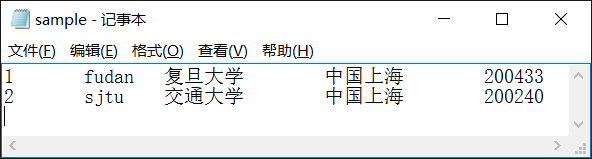 sample - 记事本
文件(F) 编辑(E) 格式(O) 查看(V) 帮助(H)
1 fudan 复旦大学 中国上海 200433
2 sjtu 交通大学 中国上海 200240